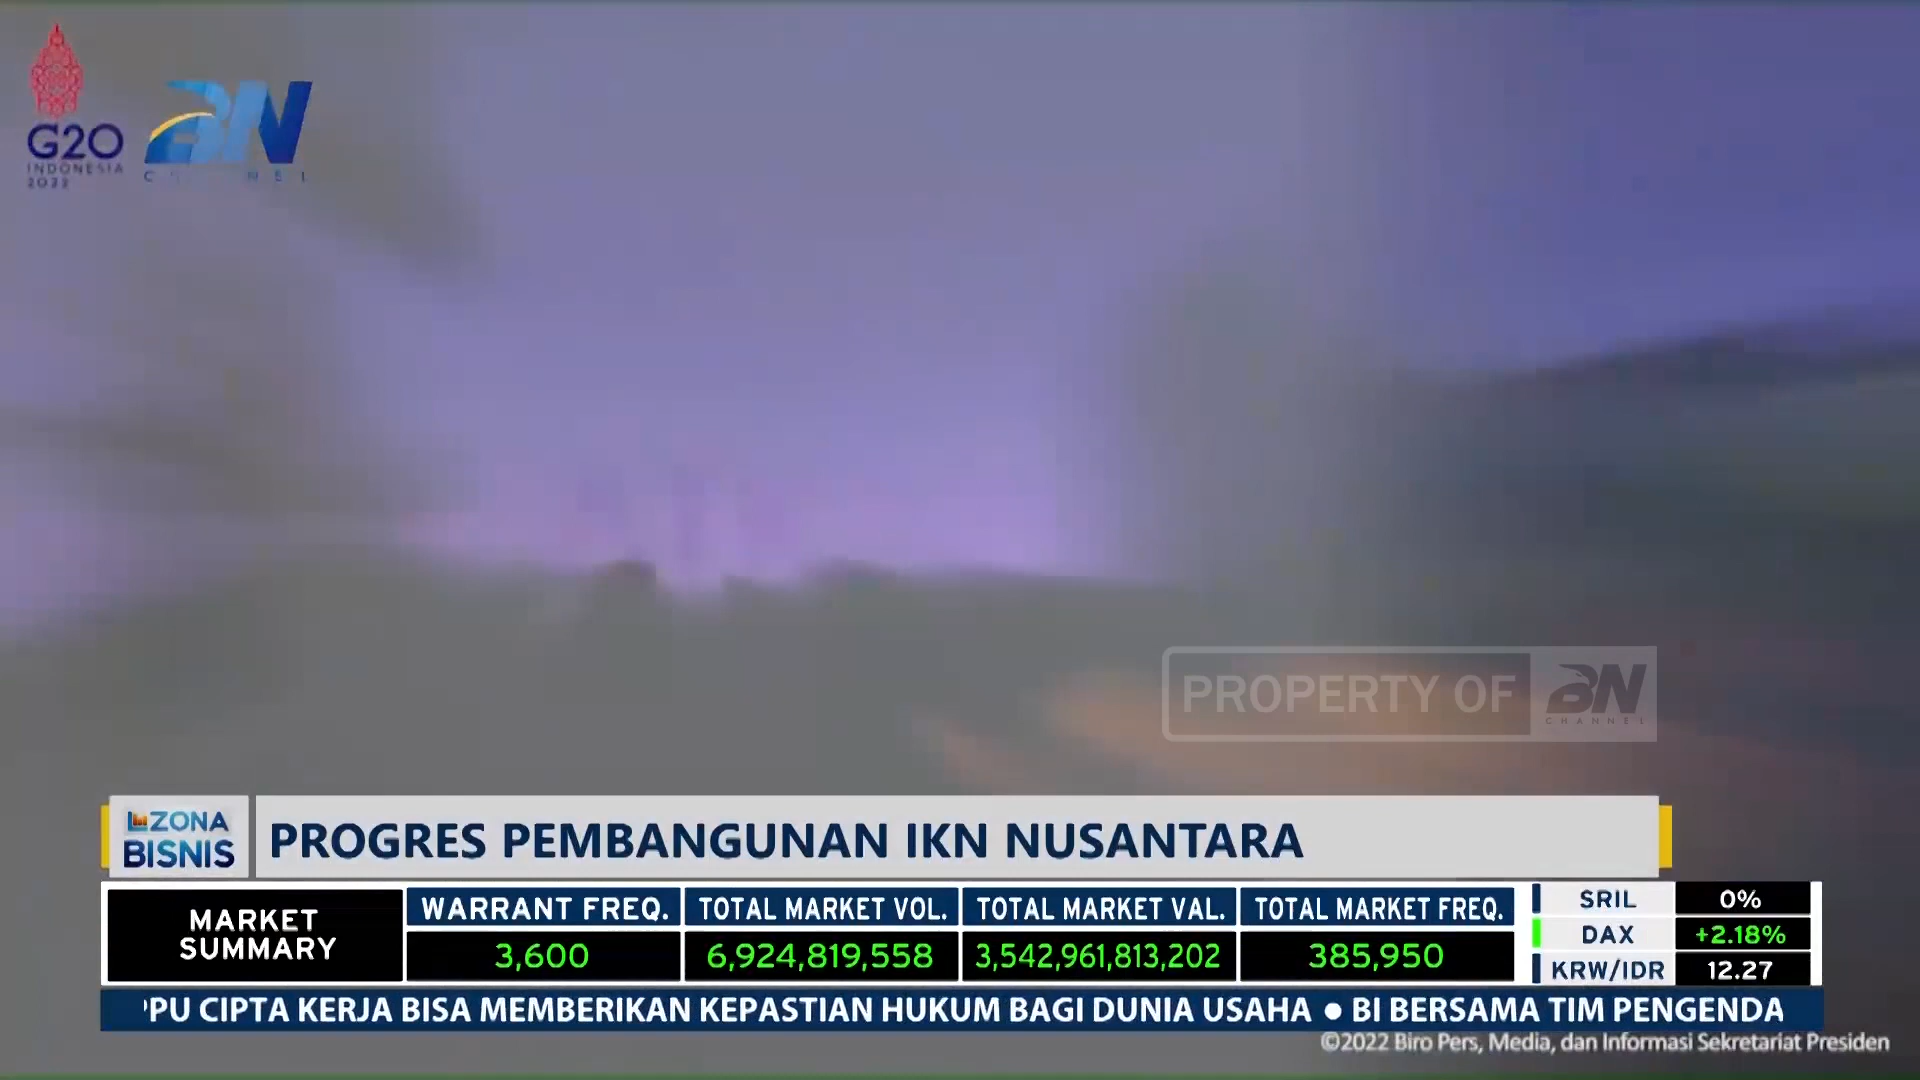 G20
INDONESIA
2022
BN
CHANNEL
PROPERTY OF BN
CHANNEL
ZONA
BISNIS
PROGRES PEMBANGUNAN IKN NUSANTARA
MARKET
SUMMARY
WARRANT FREQ. TOTAL MARKET VOL. TOTAL MARKET VAL. TOTAL MARKET FREQ.
3,600 6,924,819,558 3,542,961,813,202 385,950
SRIL 0%
DAX +2.18%
KRW/IDR 12.27
PU CIPTA KERJA BISA MEMBERIKAN KEPASTIAN HUKUM BAGI DUNIA USAHA ● BI BERSAMA TIM PENGENDA
©2022 Biro Pers, Media, dan Informasi Sekretariat Presiden